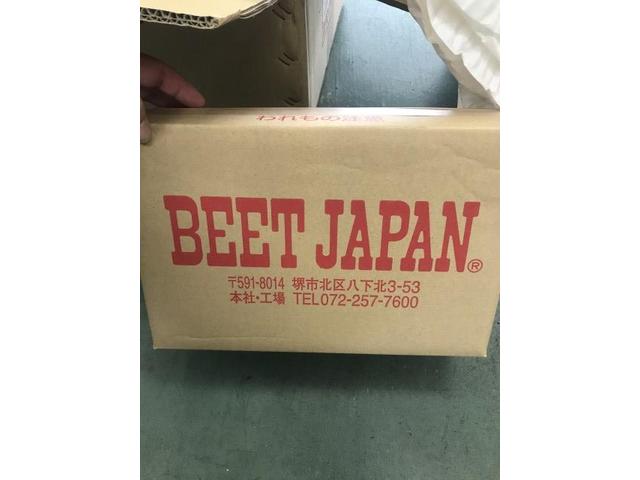 われもの注意
BEET JAPAN®
〒591-8014 堺市北区八下北3-53
本社・工場 TEL072-257-7600